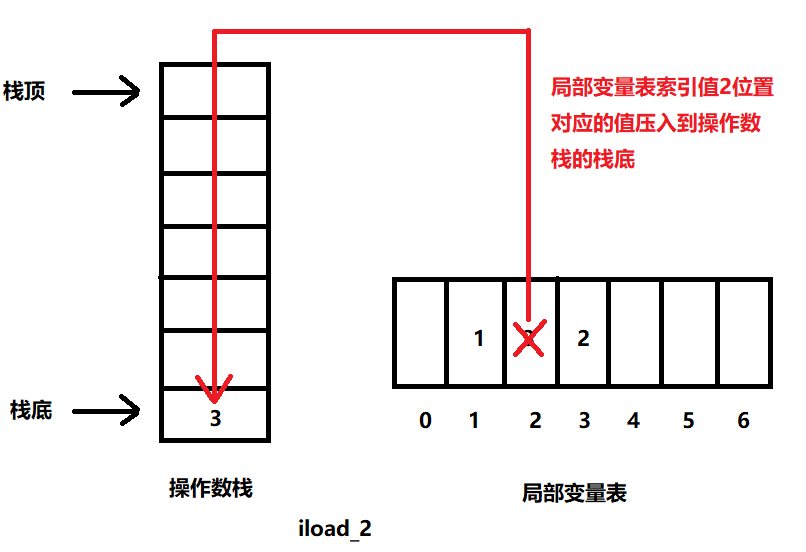 栈顶
局部变量表索引值2位置
对应的值压入到操作数
栈的栈底
1
2
栈底
3
0 1 2 3 4 5 6
操作数栈
局部变量表
iload_2